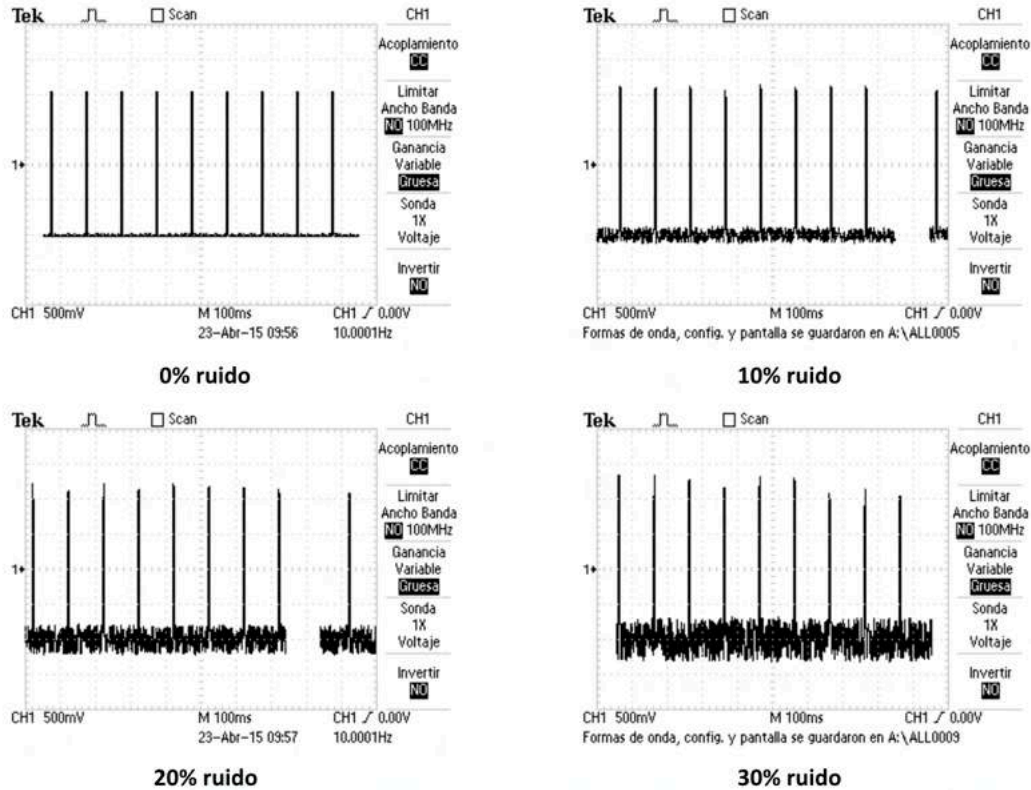 Tek Scan CH1
Acoplamiento
CC
Limitar
Ancho Banda
NO 100MHz
Ganancia
Variable
Gruesa
Sonda
1X
Voltaje
Invertir
NO
1
CH1 500mV M 100ms CH1 0.00V
23-Abr-15 09:56 10.0001Hz
0% ruido
Tek Scan CH1
Acoplamiento
CC
Limitar
Ancho Banda
NO 100MHz
Ganancia
Variable
Gruesa
Sonda
1X
Voltaje
Invertir
NO
1
CH1 500mV M 100ms CH1 0.00V
Formas de onda, config. y pantalla se guardaron en A:\ALL0005
10% ruido
Tek Scan CH1
Acoplamiento
CC
Limitar
Ancho Banda
NO 100MHz
Ganancia
Variable
Gruesa
Sonda
1X
Voltaje
Invertir
NO
1
CH1 500mV M 100ms CH1 0.00V
23-Abr-15 09:57 10.0001Hz
20% ruido
Tek Scan CH1
Acoplamiento
CC
Limitar
Ancho Banda
NO 100MHz
Ganancia
Variable
Gruesa
Sonda
1X
Voltaje
Invertir
NO
1
CH1 500mV M 100ms CH1 0.00V
Formas de onda, config. y pantalla se guardaron en A:\ALL0009
30% ruido